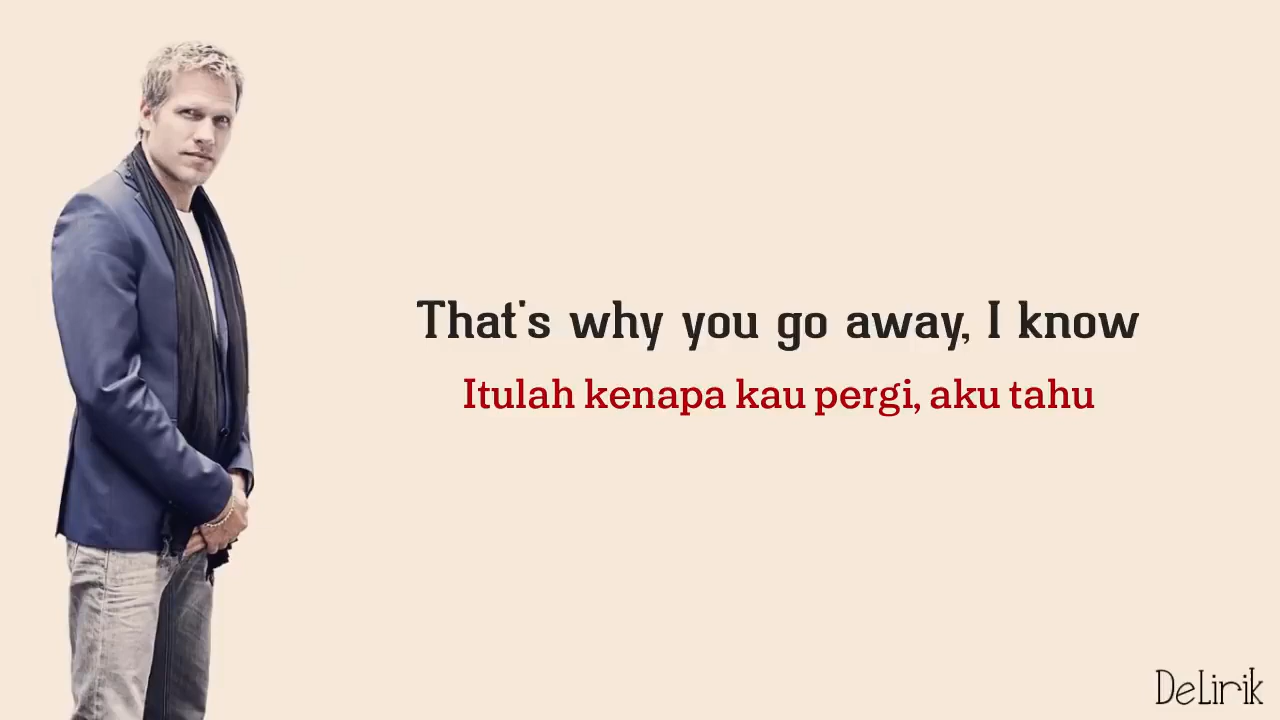 That's why you go away, I know
Itulah kenapa kau pergi, aku tahu
DeLirik